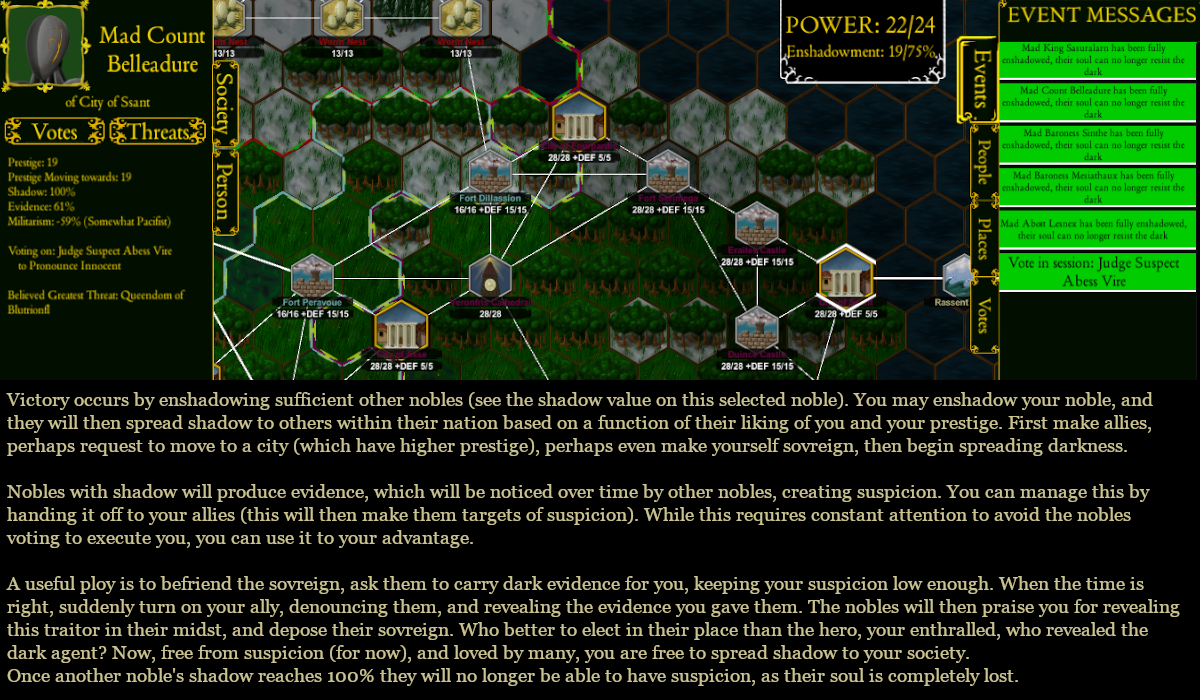 Mad Count
Belleadure
of City of Ssant
Votes
Threats
Prestige: 19
Prestige Moving towards: 19
Shadow: 100%
Evidence: 61%
Militarism: -59% (Somewhat Pacifist)
Voting on: Judge Suspect Abess Vire
to Pronounce Innocent
Believed Greatest Threat: Queendom of
Blutrionfl
Society
Person
Worm Nest
13/13
Worm Nest
13/13
Worm Nest
13/13
28/28 +DEF 5/5
Fort Dillassion
16/16 +DEF 15/15
28/28 +DEF 15/15
28/28 +DEF 15/15
Fort Peravoue
16/16 +DEF 15/15
Cathedral
28/28
28/28 +DEF 5/5
Rassent
28/28 +DEF 5/5
Castle
28/28 +DEF 15/15
POWER: 22/24
Enshadowment: 19/75%
Events
People
Places
Votes
EVENT MESSAGES
Mad King Sasuralaro has been fully
enshadowed, their soul can no longer resist the
dark
Mad Count Belleadure has been fully
enshadowed, their soul can no longer resist the
dark
Mad Baroness Sinthe has been fully
enshadowed, their soul can no longer resist the
dark
Mad Baroness Mesiathaux has been fully
enshadowed, their soul can no longer resist the
dark
Mad Abott Lesnex has been fully enshadowed,
their soul can no longer resist the dark
Vote in session: Judge Suspect
Abess Vire
Victory occurs by enshadowing sufficient other nobles (see the shadow value on this selected noble). You may enshadow your noble, and
they will then spread shadow to others within their nation based on a function of their liking of you and your prestige. First make allies,
perhaps request to move to a city (which have higher prestige), perhaps even make yourself sovreign, then begin spreading darkness.
Nobles with shadow will produce evidence, which will be noticed over time by other nobles, creating suspicion. You can manage this by
handing it off to your allies (this will then make them targets of suspicion). While this requires constant attention to avoid the nobles
voting to execute you, you can use it to your advantage.
A useful ploy is to befriend the sovreign, ask them to carry dark evidence for you, keeping your suspicion low enough. When the time is
right, suddenly turn on your ally, denouncing them, and revealing the evidence you gave them. The nobles will then praise you for revealing
this traitor in their midst, and depose their sovreign. Who better to elect in their place than the hero, your enthralled, who revealed the
dark agent? Now, free from suspicion (for now), and loved by many, you are free to spread shadow to your society.
Once another noble's shadow reaches 100% they will no longer be able to have suspicion, as their soul is completely lost.